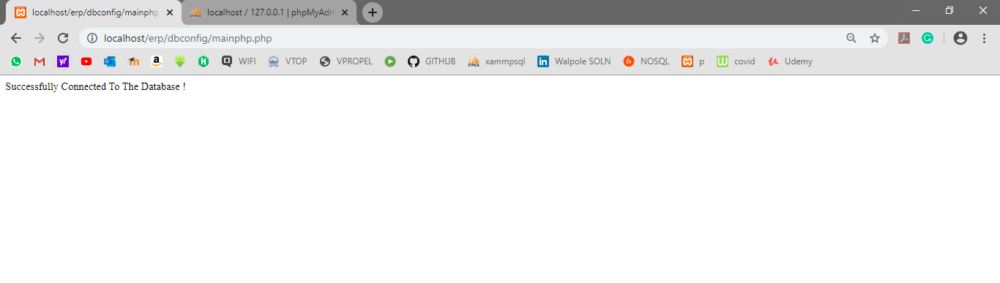 localhost/erp/dbconfig/mainphp
localhost / 127.0.0.1 | phpMyAdm
localhost/erp/dbconfig/mainphp.php
WIFI VTOP VPROPEL GITHUB PMA xammpsql Walpole SOLN NOSQL p covid Udemy
Successfully Connected To The Database !